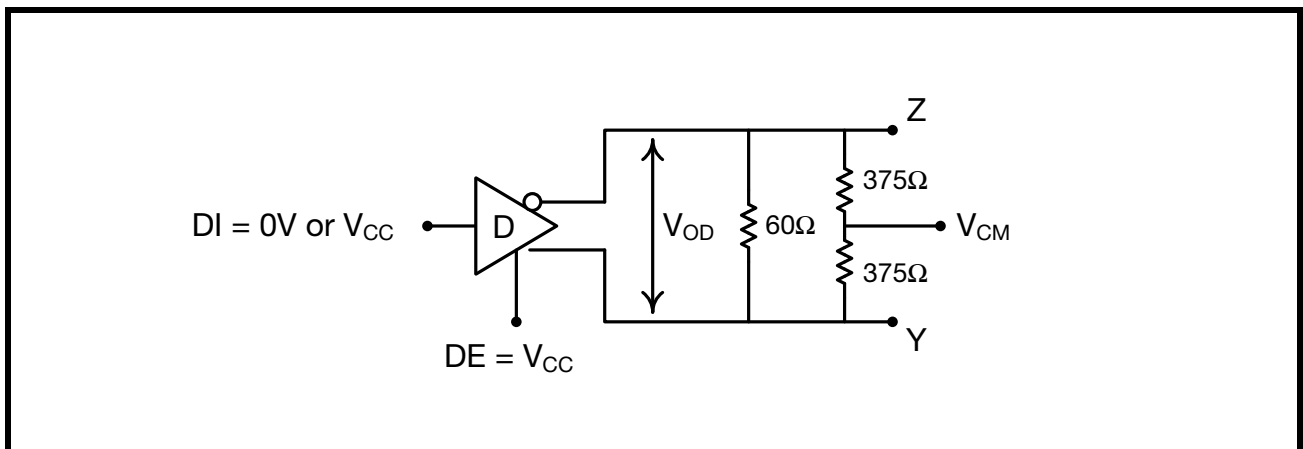 Z
375Ω
DI = 0V or VCC
D
VOD
60Ω
VCM
375Ω
Y
DE = VCC